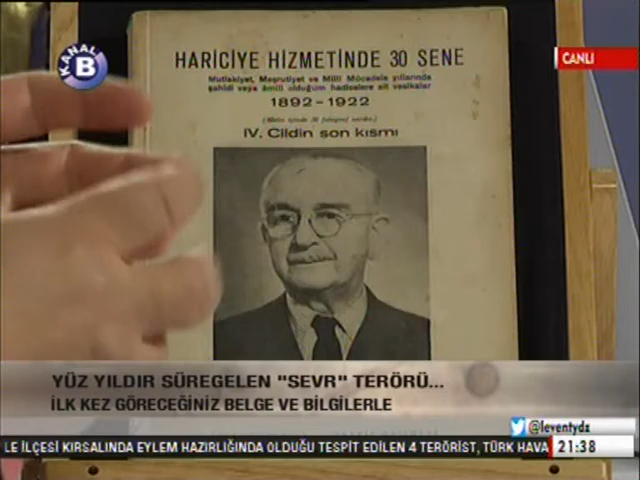 KANAL B
HARİCİYE HİZMETİNDE 30 SENE
CANLI
Mutlakiyet, Meşrutiyet ve Milli Mücadele yıllarında
şahidi veya âmili olduğum hadiselere ait vesikalar
1892-1922
IV. Cildin son kısmı
YÜZ YILDIR SÜREGELEN "SEVR" TERÖRÜ...
İLK KEZ GÖRECEĞİNİZ BELGE VE BİLGİLERLE
@leventydz
LE İLÇESİ KIRSALINDA EYLEM HAZIRLIĞINDA OLDUĞU TESPİT EDİLEN 4 TERÖRİST, TÜRK HAVA
21:38